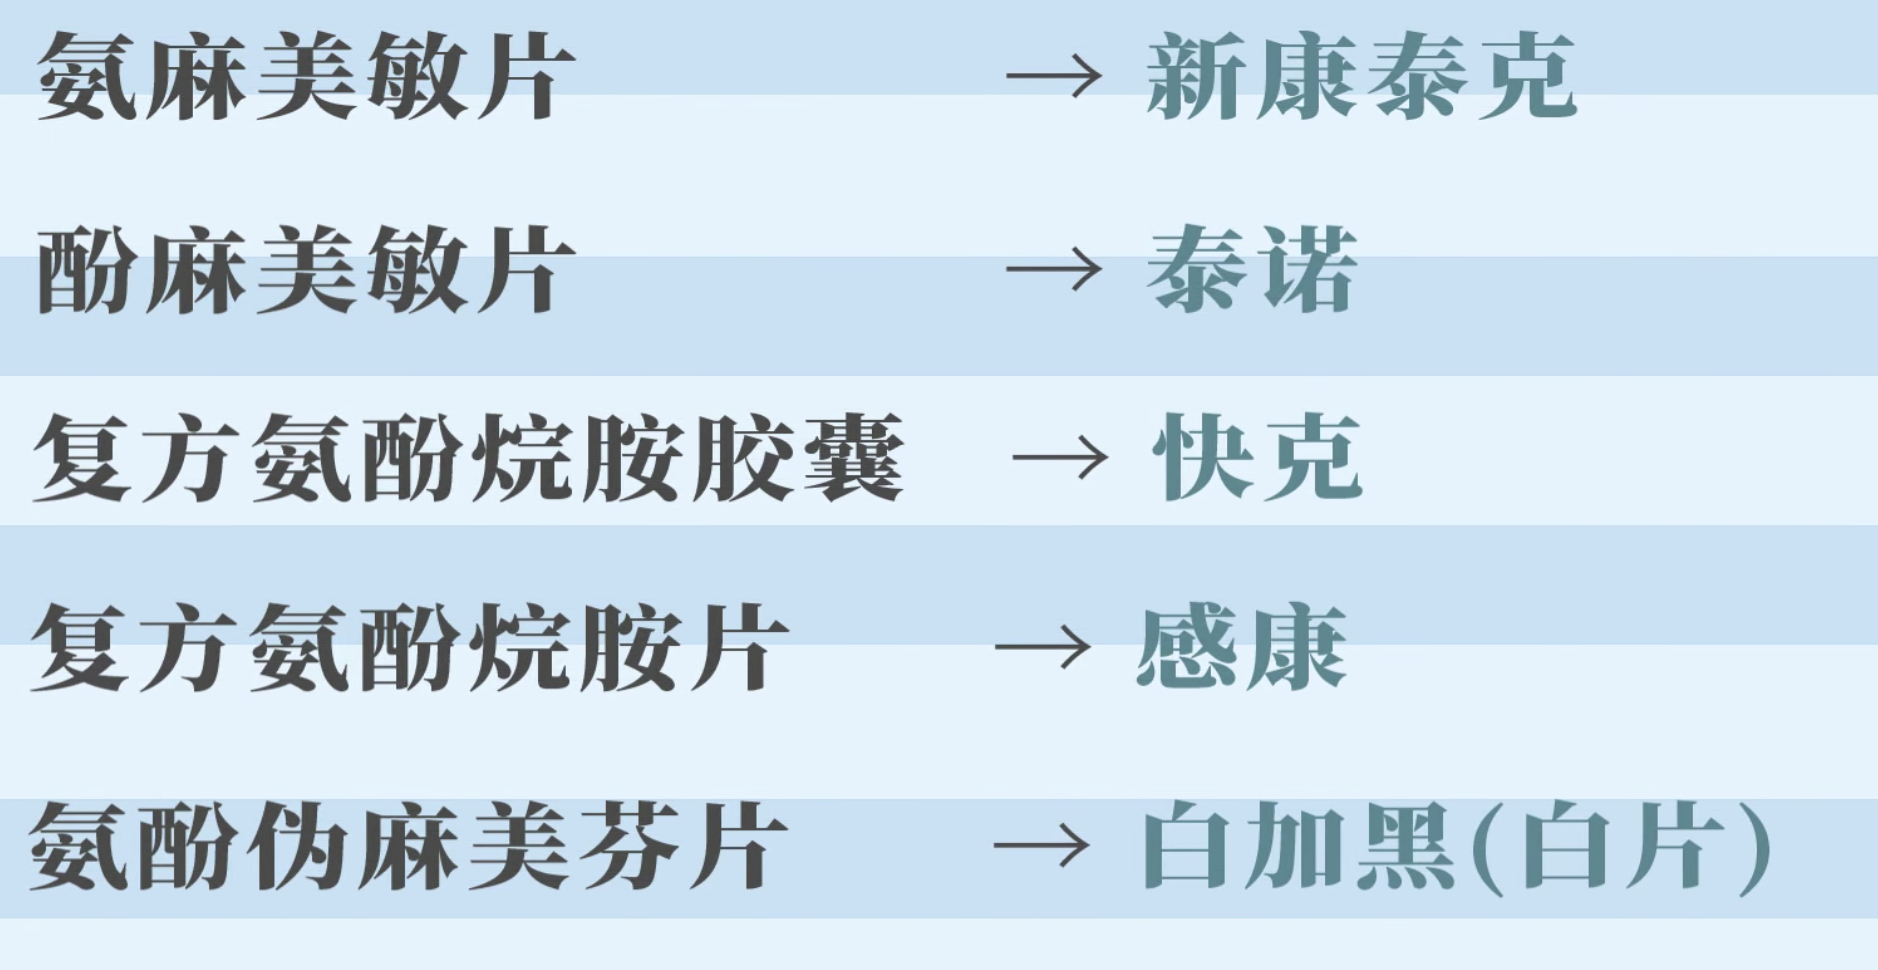 氨麻美敏片 → 新康泰克
酚麻美敏片 → 泰诺
复方氨酚烷胺胶囊 → 快克
复方氨酚烷胺片 → 感康
氨酚伪麻美芬片 → 白加黑(白片)